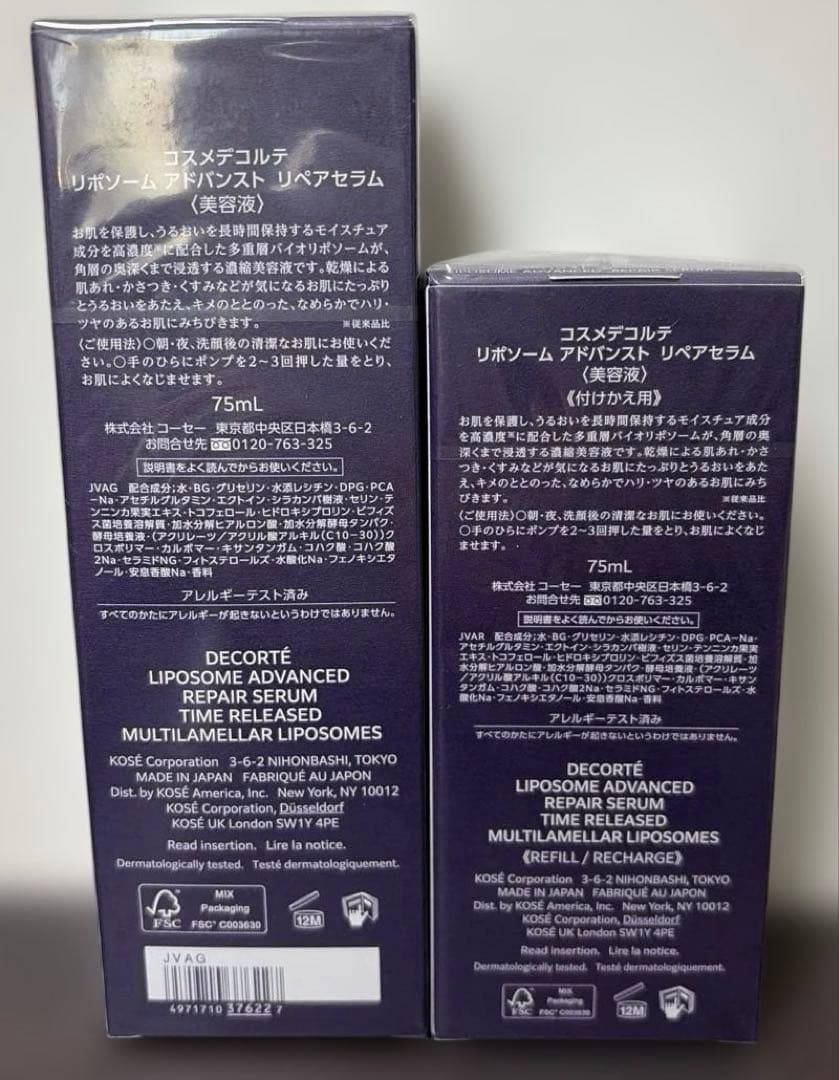 コスメデコルテ
リポソーム アドバンスト リペアセラム
〈美容液〉
お肌を保護し、うるおいを長時間保持するモイスチュア
成分を高濃度※に配合した多重層バイオリポソームが、
角層の奥深くまで浸透する濃縮美容液です。乾燥による
肌あれ・かさつき・くすみなどが気になるお肌にたっぷり
とうるおいをあたえ、キメのととのった、なめらかでハリ・
ツヤのあるお肌にみちびきます。 ※従来品比
〈ご使用法〉○朝・夜、洗顔後の清潔なお肌にお使いくだ
さい。○手のひらにポンプを2～3回押した量をとり、
お肌によくなじませます。
75mL
株式会社 コーセー 東京都中央区日本橋3-6-2
お問合せ先 0120-763-325
説明書をよく読んでからお使いください。
JVAG 配合成分;水・BG・グリセリン・水添レシチン・DPG・PCA
-Na・アセチルグルタミン・エクトイン・シラカンバ樹液・セリン・テ
ンニンカ果実エキス・トコフェロール・ヒドロキシプロリン・ビフィズ
ス菌培養溶解質・加水分解ヒアルロン酸・加水分解酵母タンパク・
酵母培養液・(アクリレーツ/アクリル酸アルキル(C10-30))ク
ロスポリマー・カルボマー・キサンタンガム・コハク酸・コハク酸
2Na・セラミドNG・フィトステロールズ・水酸化Na・フェノキシエタ
ノール・安息香酸Na・香料
アレルギーテスト済み
すべてのかたにアレルギーが起きないというわけではありません。
DECORTÉ
LIPOSOME ADVANCED
REPAIR SERUM
TIME RELEASED
MULTILAMELLAR LIPOSOMES
KOSÉ Corporation 3-6-2 NIHONBASHI, TOKYO
MADE IN JAPAN FABRIQUÉ AU JAPON
Dist. by KOSÉ America, Inc. New York, NY 10012
KOSÉ Corporation, Düsseldorf
KOSÉ UK London SW1Y 4PE
Read insertion. Lire la notice.
Dermatologically tested. Testé dermatologiquement.
FSC
MIX
Packaging
FSC® C003630
12M
JVAG
4971710 37622 7
LIPOSOME ADVANCED REPAIR SERUM
コスメデコルテ
リポソーム アドバンスト リペアセラム
〈美容液〉
《付けかえ用》
お肌を保護し、うるおいを長時間保持するモイスチュア成分
を高濃度※に配合した多重層バイオリポソームが、角層の奥
深くまで浸透する濃縮美容液です。乾燥による肌あれ・かさ
つき・くすみなどが気になるお肌にたっぷりとうるおいをあた
え、キメのととのった、なめらかでハリ・ツヤのあるお肌にみち
びきます。 ※従来品比
〈ご使用法〉○朝・夜、洗顔後の清潔なお肌にお使いください。
○手のひらにポンプを2～3回押した量をとり、お肌によくなじ
ませます。
75mL
株式会社 コーセー 東京都中央区日本橋3-6-2
お問合せ先 0120-763-325
説明書をよく読んでからお使いください。
JVAR 配合成分;水・BG・グリセリン・水添レシチン・DPG・PCA-Na・
アセチルグルタミン・エクトイン・シラカンバ樹液・セリン・テンニンカ果実
エキス・トコフェロール・ヒドロキシプロリン・ビフィズス菌培養溶解質・加
水分解ヒアルロン酸・加水分解酵母タンパク・酵母培養液・(アクリレーツ
/アクリル酸アルキル(C10-30))クロスポリマー・カルボマー・キサン
タンガム・コハク酸・コハク酸2Na・セラミドNG・フィトステロールズ・水
酸化Na・フェノキシエタノール・安息香酸Na・香料
アレルギーテスト済み
すべてのかたにアレルギーが起きないというわけではありません。
DECORTÉ
LIPOSOME ADVANCED
REPAIR SERUM
TIME RELEASED
MULTILAMELLAR LIPOSOMES
《REFILL / RECHARGE》
KOSÉ Corporation 3-6-2 NIHONBASHI, TOKYO
MADE IN JAPAN FABRIQUÉ AU JAPON
Dist. by KOSÉ America, Inc. New York, NY 10012
KOSÉ Corporation, Düsseldorf
KOSÉ UK London SW1Y 4PE
Read insertion. Lire la notice.
Dermatologically tested. Testé dermatologiquement.
FSC
MIX
Packaging
FSC® C003630
12M